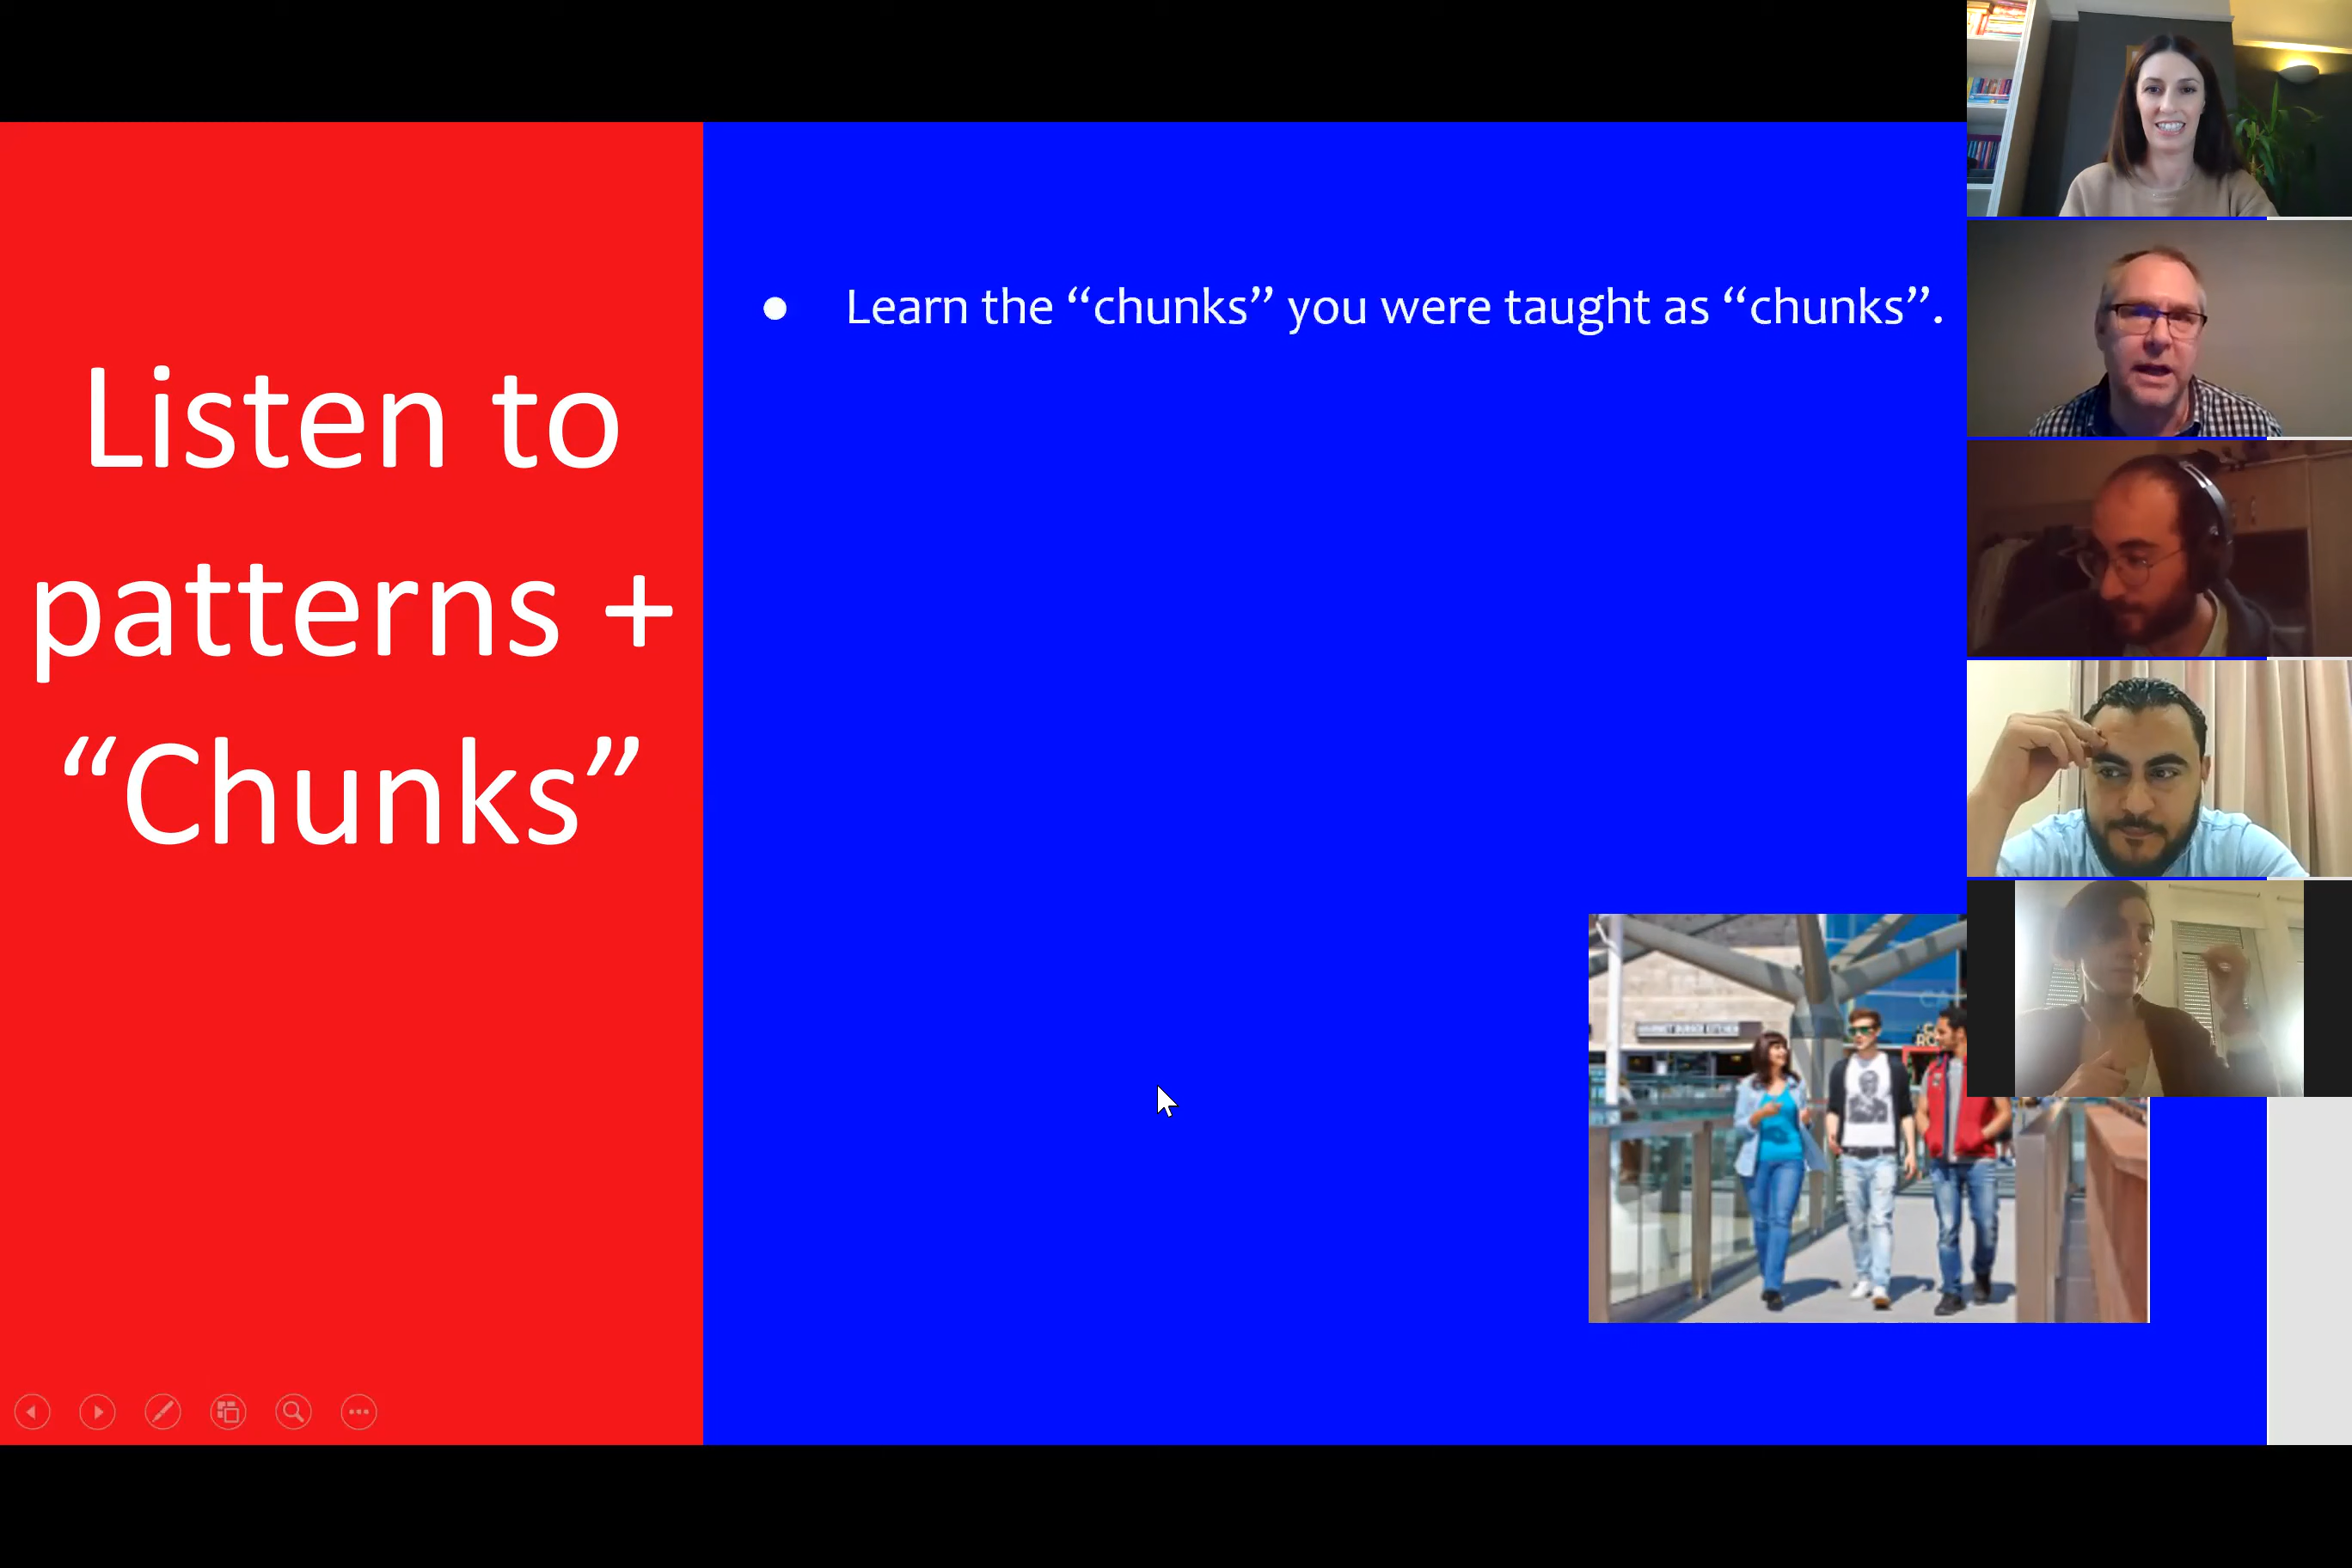 Listen to
patterns +
“Chunks”
● Learn the “chunks” you were taught as “chunks”.